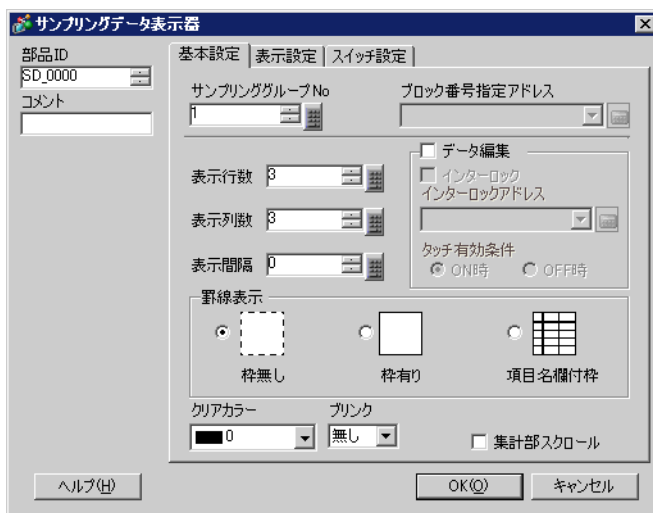 サンプリングデータ表示器
部品ID
SD_0000
コメント
基本設定 表示設定 スイッチ設定
サンプリンググループNo
1
ブロック番号指定アドレス
表示行数 3
表示列数 3
表示間隔 0
データ編集
インターロック
インターロックアドレス
タッチ有効条件
ON時 OFF時
罫線表示
枠無し 枠有り 項目名欄付枠
クリアカラー ブリンク
0 無し
集計部スクロール
ヘルプ(H) OK(O) キャンセル